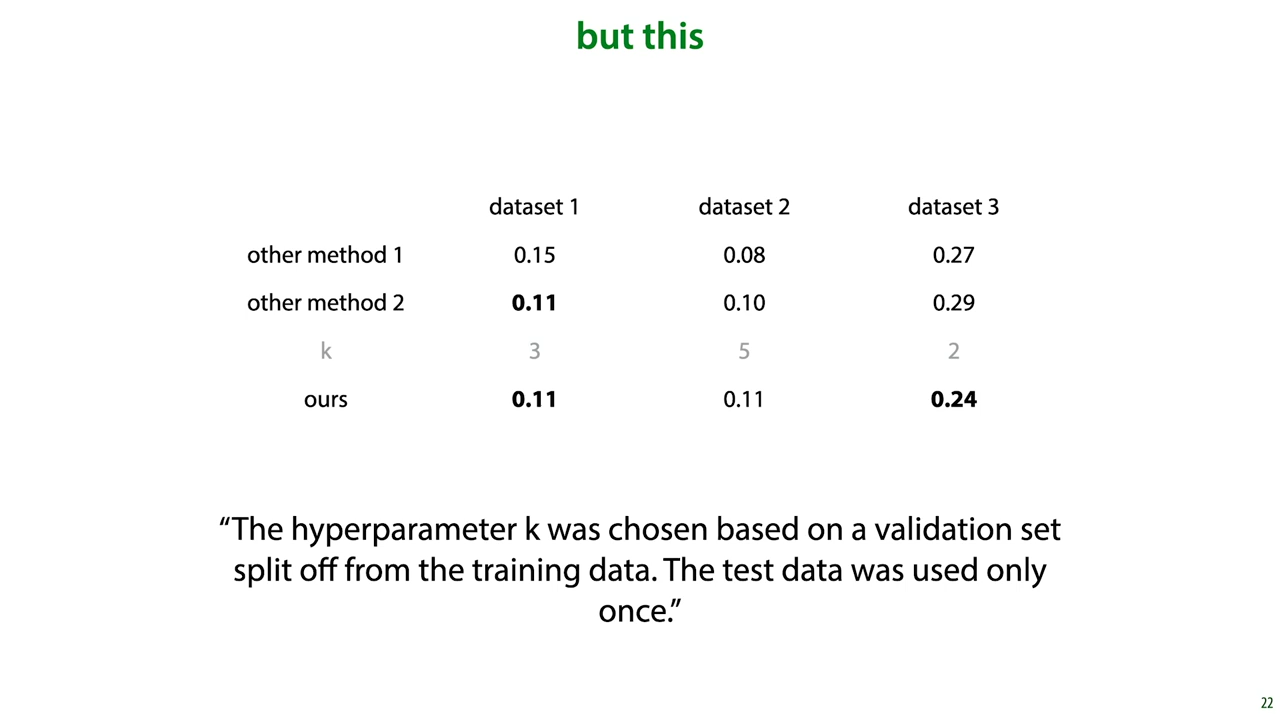 but this
dataset 1 dataset 2 dataset 3
other method 1 0.15 0.08 0.27
other method 2 0.11 0.10 0.29
k 3 5 2
ours 0.11 0.11 0.24
“The hyperparameter k was chosen based on a validation set
split off from the training data. The test data was used only
once.”
22